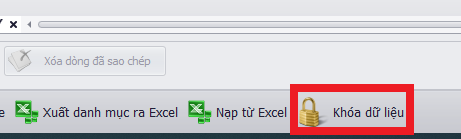 Xóa dòng đã sao chép
e Xuất danh mục ra Excel Nạp từ Excel Khóa dữ liệu